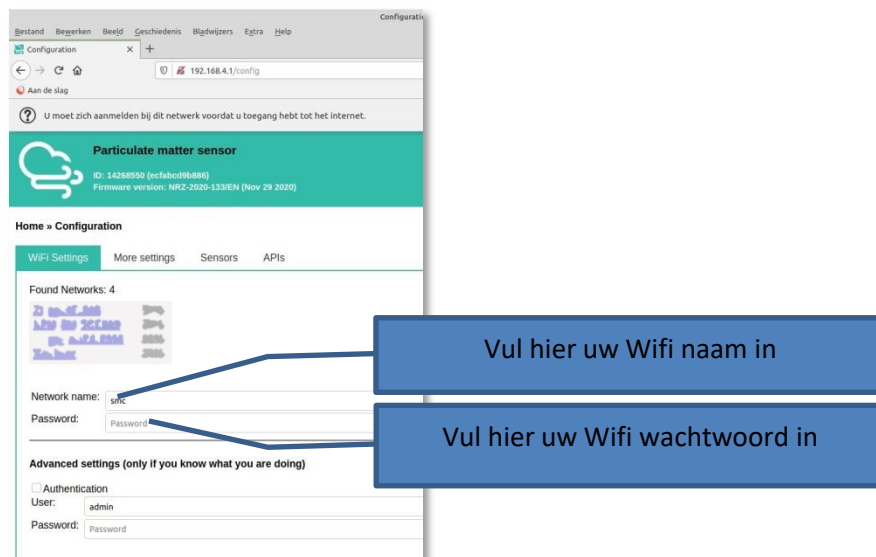 Configurati
Bestand Bewerken Beeld Geschiedenis Bladwijzers Extra Help
Configuration
192.168.4.1/config
Aan de slag
U moet zich aanmelden bij dit netwerk voordat u toegang hebt tot het internet.
Particulate matter sensor
ID: 14268550 (ecfabcd9b886)
Firmware version: NRZ-2020-133/EN (Nov 29 2020)
Home » Configuration
WiFi Settings More settings Sensors APIs
Found Networks: 4
Vul hier uw Wifi naam in
Network name: smc
Password: Password
Vul hier uw Wifi wachtwoord in
Advanced settings (only if you know what you are doing)
Authentication
User: admin
Password: Password